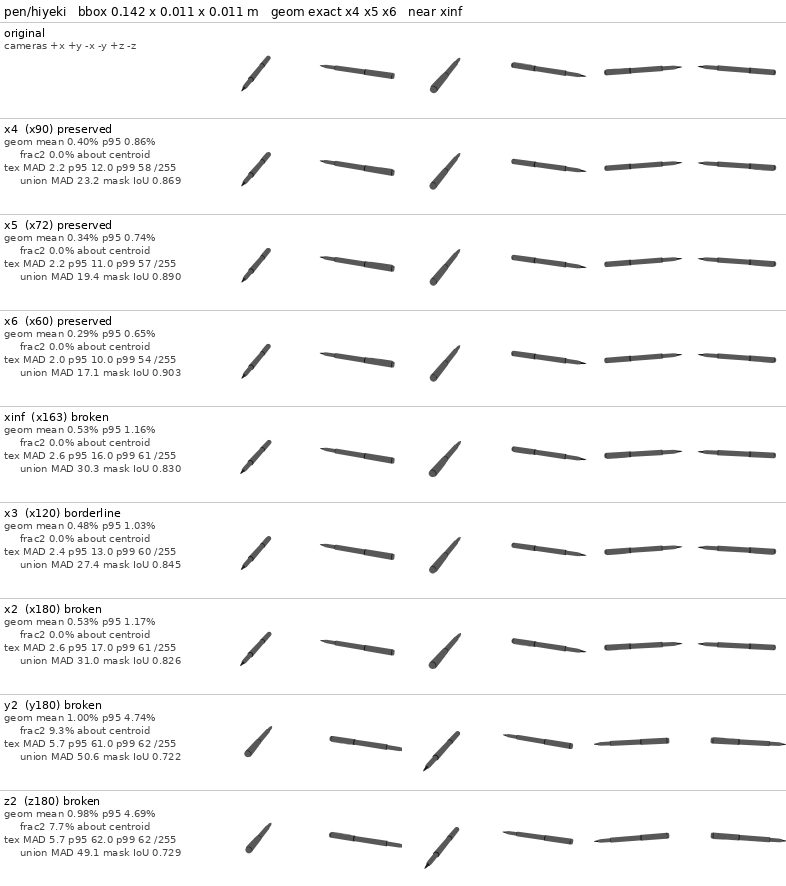 pen/hiyeki   bbox 0.142 x 0.011 x 0.011 m   geom exact x4 x5 x6   near xinf
original
cameras +x +y -x -y +z -z
x4  (x90) preserved
geom mean 0.40% p95 0.86%
frac2 0.0% about centroid
tex MAD 2.2 p95 12.0 p99 58 /255
union MAD 23.2 mask IoU 0.869
x5  (x72) preserved
geom mean 0.34% p95 0.74%
frac2 0.0% about centroid
tex MAD 2.2 p95 11.0 p99 57 /255
union MAD 19.4 mask IoU 0.890
x6  (x60) preserved
geom mean 0.29% p95 0.65%
frac2 0.0% about centroid
tex MAD 2.0 p95 10.0 p99 54 /255
union MAD 17.1 mask IoU 0.903
xinf  (x163) broken
geom mean 0.53% p95 1.16%
frac2 0.0% about centroid
tex MAD 2.6 p95 16.0 p99 61 /255
union MAD 30.3 mask IoU 0.830
x3  (x120) borderline
geom mean 0.48% p95 1.03%
frac2 0.0% about centroid
tex MAD 2.4 p95 13.0 p99 60 /255
union MAD 27.4 mask IoU 0.845
x2  (x180) broken
geom mean 0.53% p95 1.17%
frac2 0.0% about centroid
tex MAD 2.6 p95 17.0 p99 61 /255
union MAD 31.0 mask IoU 0.826
y2  (y180) broken
geom mean 1.00% p95 4.74%
frac2 9.3% about centroid
tex MAD 5.7 p95 61.0 p99 62 /255
union MAD 50.6 mask IoU 0.722
z2  (z180) broken
geom mean 0.98% p95 4.69%
frac2 7.7% about centroid
tex MAD 5.7 p95 62.0 p99 62 /255
union MAD 49.1 mask IoU 0.729